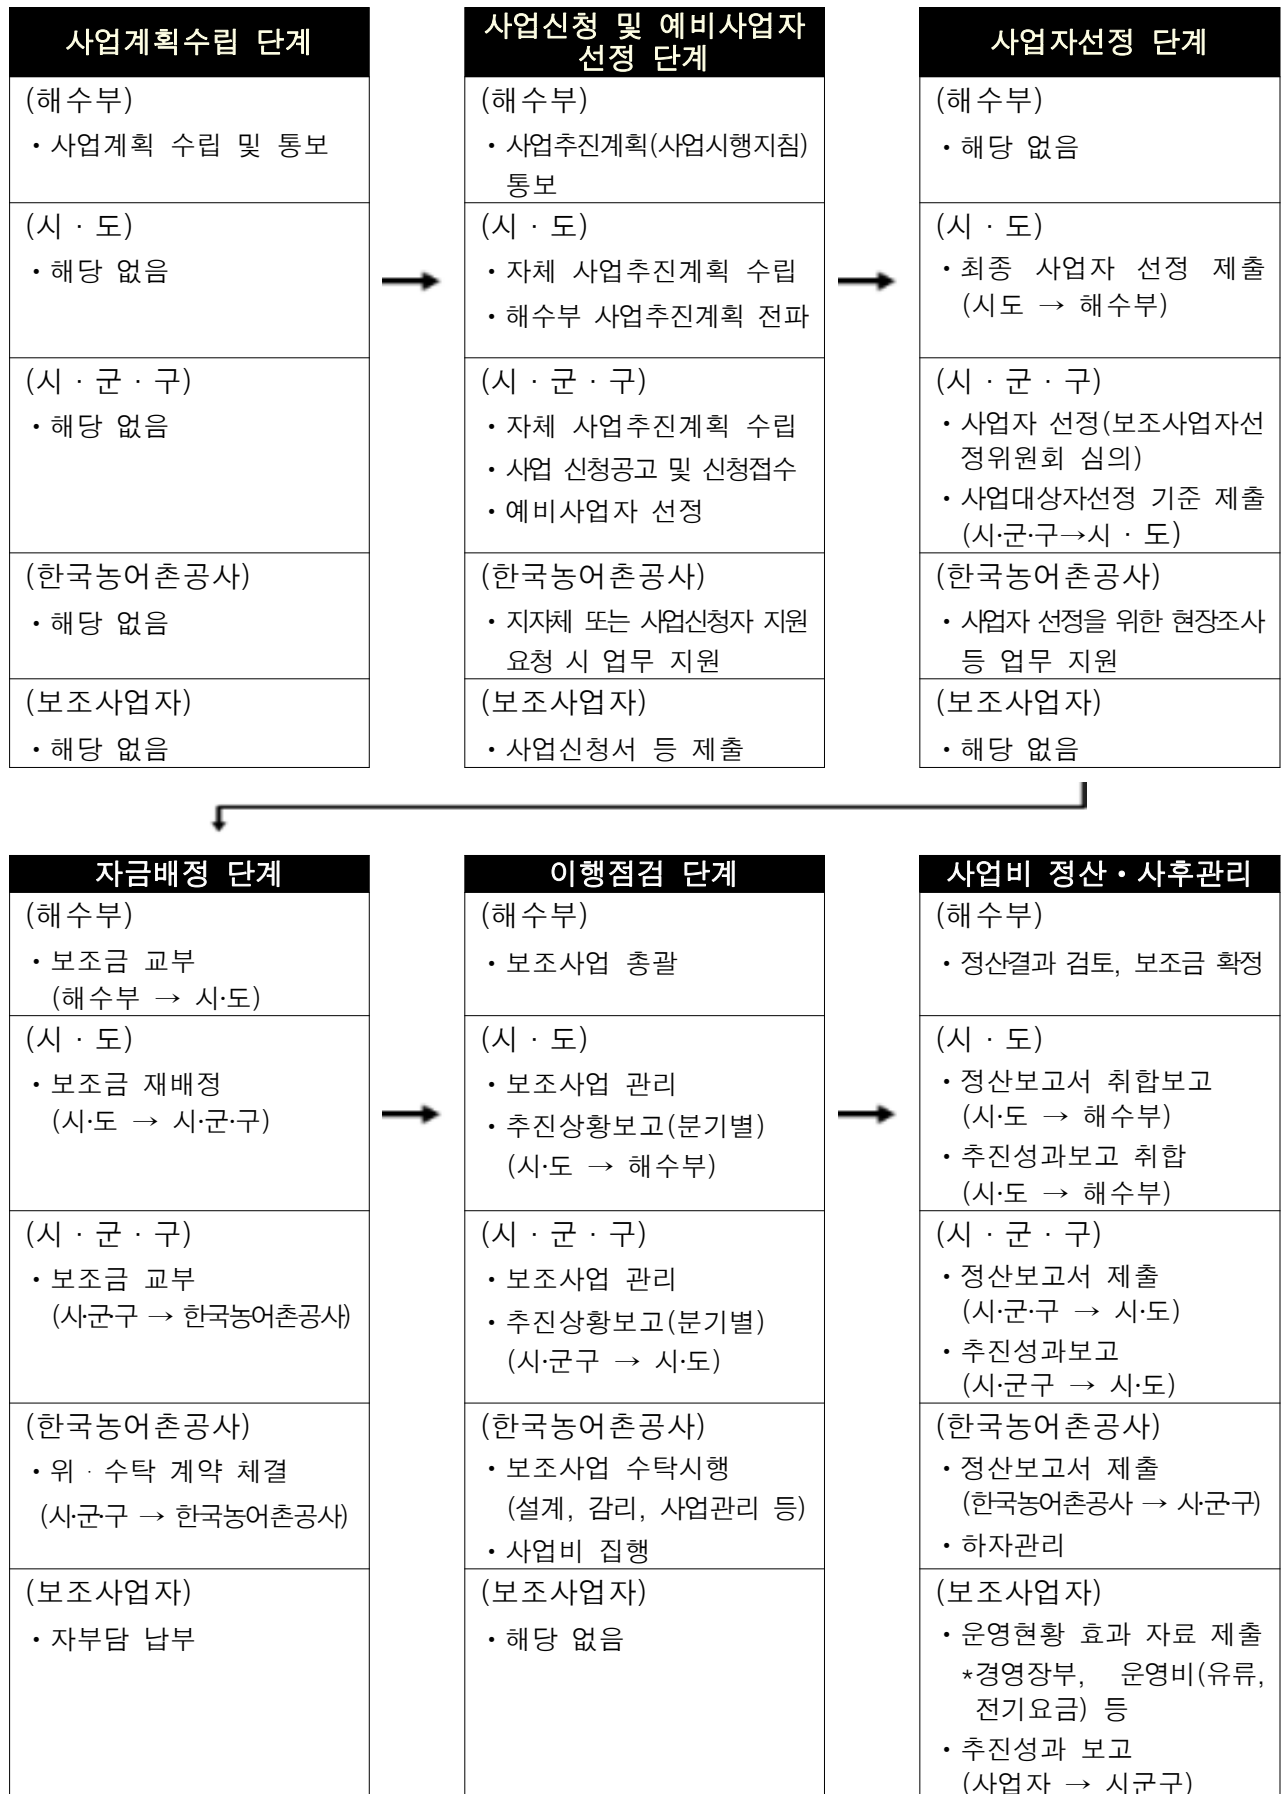 사업계획수립 단계
(해수부)
・사업계획 수립 및 통보
(시 · 도)
・해당 없음
(시 · 군 · 구)
・해당 없음
(한국농어촌공사)
・해당 없음
(보조사업자)
・해당 없음
사업신청 및 예비사업자
선정 단계
(해수부)
・사업추진계획(사업시행지침)
통보
(시 · 도)
・자체 사업추진계획 수립
・해수부 사업추진계획 전파
(시 · 군 · 구)
・자체 사업추진계획 수립
・사업 신청공고 및 신청접수
・예비사업자 선정
(한국농어촌공사)
・지자체 또는 사업신청자 지원
요청 시 업무 지원
(보조사업자)
・사업신청서 등 제출
사업자선정 단계
(해수부)
・해당 없음
(시 · 도)
・최종 사업자 선정 제출
(시도 → 해수부)
(시 · 군 · 구)
・사업자 선정(보조사업자선
정위원회 심의)
・사업대상자선정 기준 제출
(시·군·구→시 · 도)
(한국농어촌공사)
・사업자 선정을 위한 현장조사
등 업무 지원
(보조사업자)
・해당 없음
자금배정 단계
(해수부)
・보조금 교부
(해수부 → 시·도)
(시 · 도)
・보조금 재배정
(시·도 → 시·군·구)
(시 · 군 · 구)
・보조금 교부
(시·군·구 → 한국농어촌공사)
(한국농어촌공사)
・위 · 수탁 계약 체결
(시·군·구 → 한국농어촌공사)
(보조사업자)
・자부담 납부
이행점검 단계
(해수부)
・보조사업 총괄
(시 · 도)
・보조사업 관리
・추진상황보고(분기별)
(시·도 → 해수부)
(시 · 군 · 구)
・보조사업 관리
・추진상황보고(분기별)
(시·군구 → 시·도)
(한국농어촌공사)
・보조사업 수탁시행
(설계, 감리, 사업관리 등)
・사업비 집행
(보조사업자)
・해당 없음
사업비 정산・사후관리
(해수부)
・정산결과 검토, 보조금 확정
(시 · 도)
・정산보고서 취합보고
(시·도 → 해수부)
・추진성과보고 취합
(시·도 → 해수부)
(시 · 군 · 구)
・정산보고서 제출
(시·군·구 → 시·도)
・추진성과보고
(시·군구 → 시·도)
(한국농어촌공사)
・정산보고서 제출
(한국농어촌공사 → 시·군·구)
・하자관리
(보조사업자)
・운영현황 효과 자료 제출
*경영장부, 운영비(유류,
전기요금) 등
・추진성과 보고
(사업자 → 시군구)